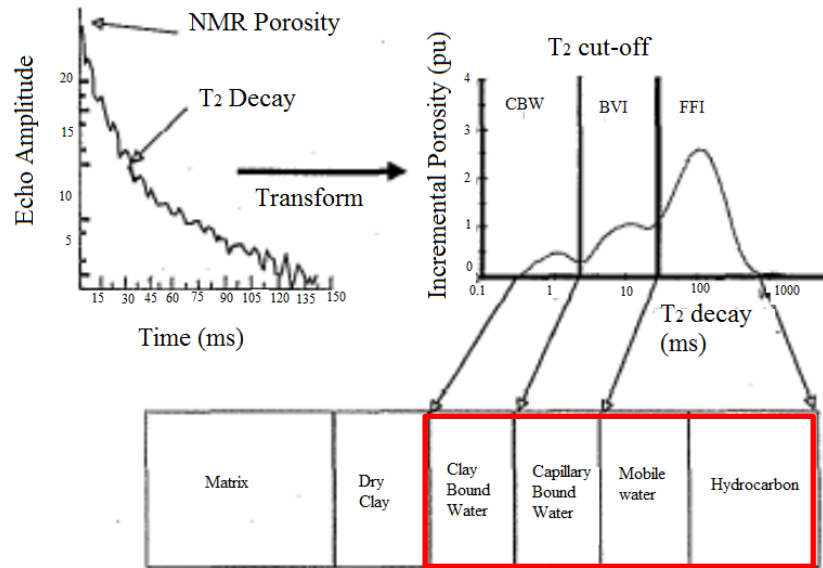 NMR Porosity
T2 Decay
Echo Amplitude
20
15
10
5
15 30 45 60 75 90 105 120 135 150
Time (ms)
Transform
T2 cut-off
Incremental Porosity (pu)
4
3
2
1
0
CBW BVI FFI
0.1 1 10 100 1000
T2 decay
(ms)
Matrix
Dry
Clay
Clay
Bound
Water
Capillary
Bound
Water
Mobile
water
Hydrocarbon